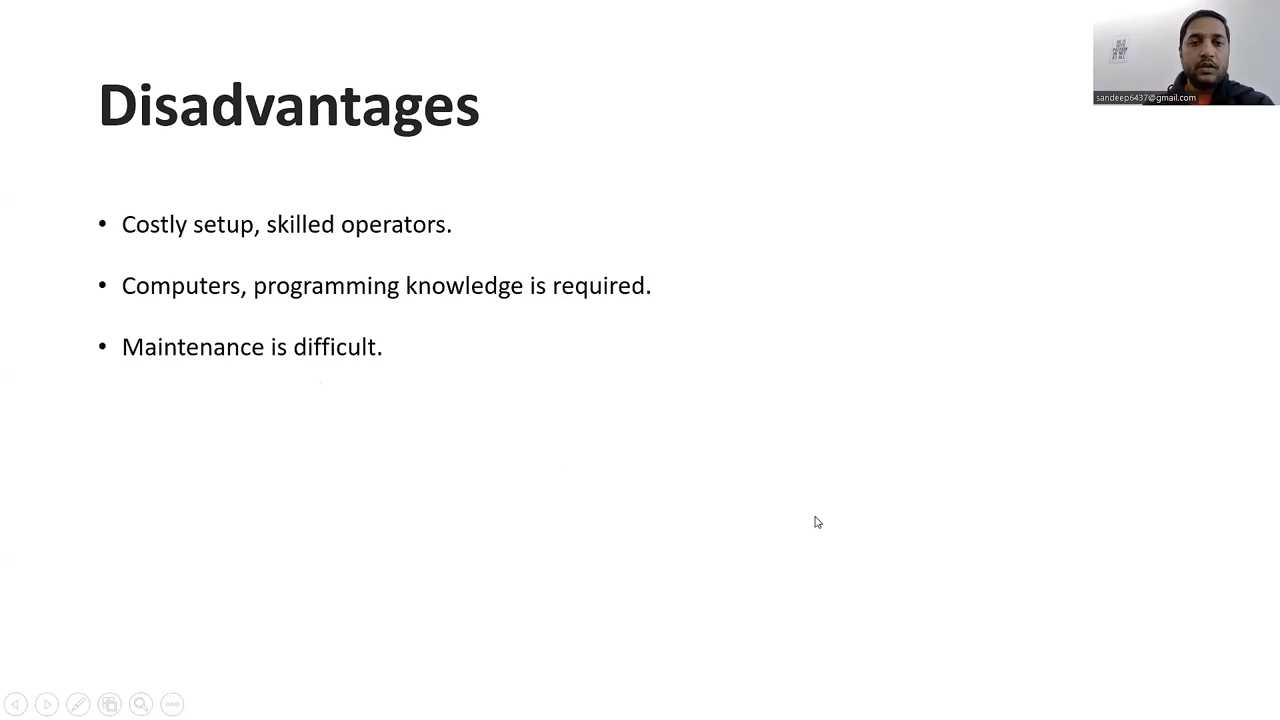 Disadvantages
• Costly setup, skilled operators.
• Computers, programming knowledge is required.
• Maintenance is difficult.
sandeep6437@gmail.com